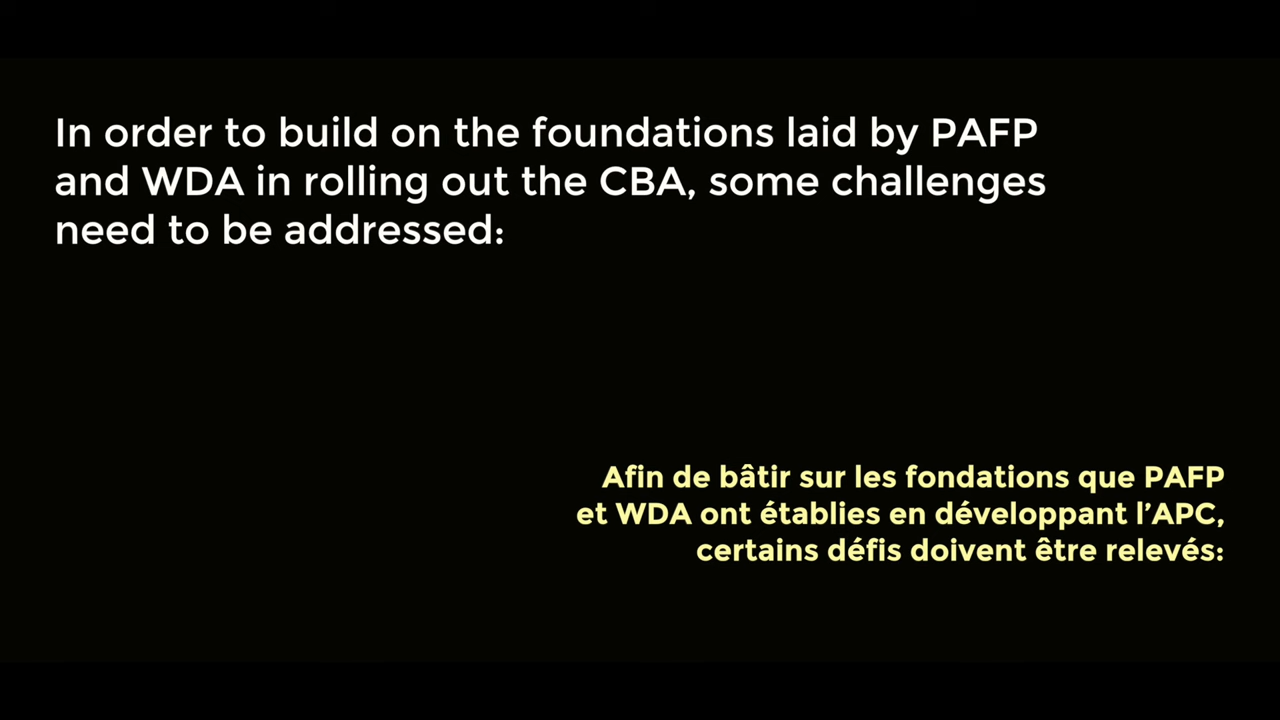 In order to build on the foundations laid by PAFP
and WDA in rolling out the CBA, some challenges
need to be addressed:
Afin de bâtir sur les fondations que PAFP
et WDA ont établies en développant l’APC,
certains défis doivent être relevés: